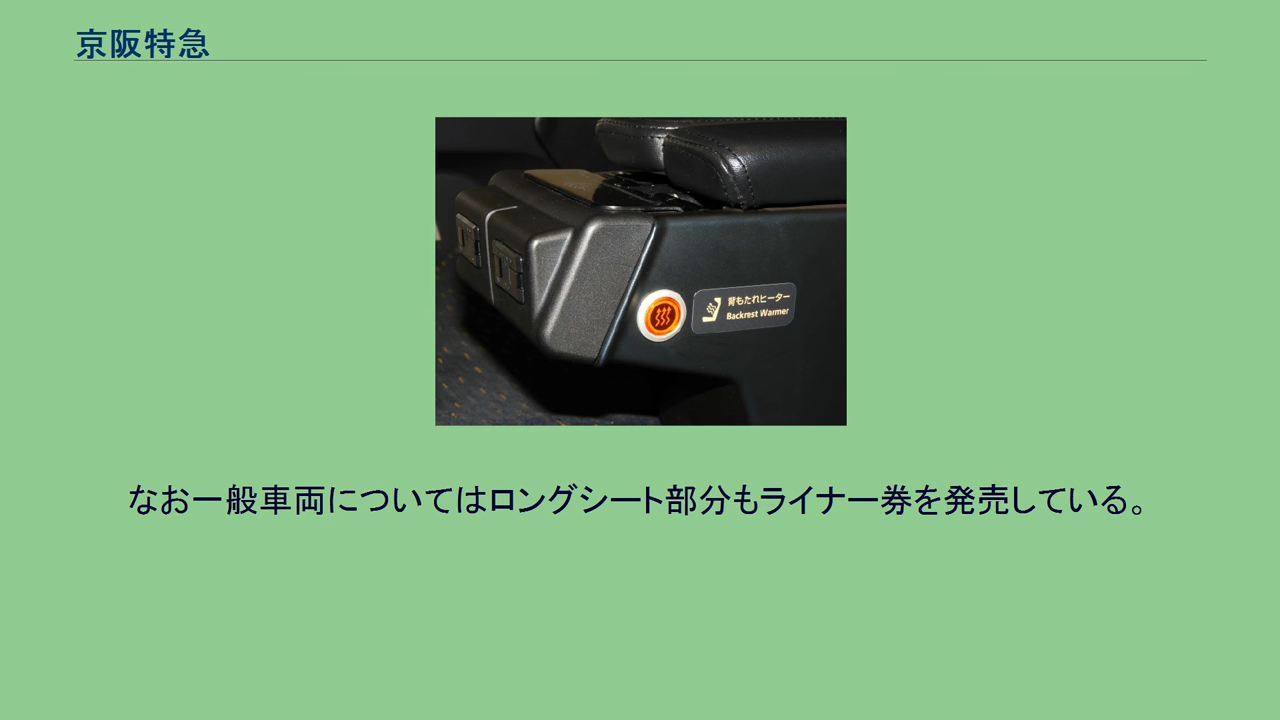 京阪特急
背もたれヒーター
Backrest Warmer
なお一般車両についてはロングシート部分もライナー券を発売している。